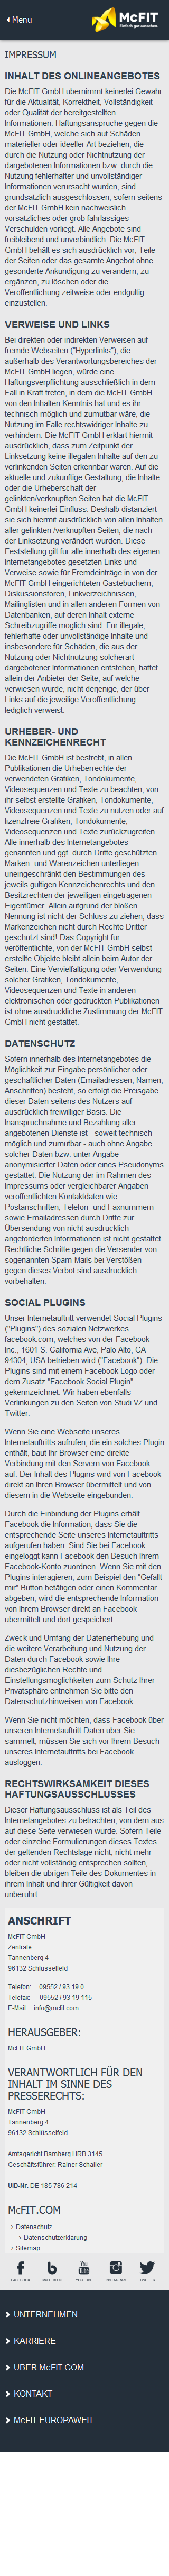 Menu
McFIT
Einfach gut aussehen.
IMPRESSUM
INHALT DES ONLINEANGEBOTES
Die McFIT GmbH übernimmt keinerlei Gewähr
für die Aktualität, Korrektheit, Vollständigkeit
oder Qualität der bereitgestellten
Informationen. Haftungsansprüche gegen die
McFIT GmbH, welche sich auf Schäden
materieller oder ideeller Art beziehen, die
durch die Nutzung oder Nichtnutzung der
dargebotenen Informationen bzw. durch die
Nutzung fehlerhafter und unvollständiger
Informationen verursacht wurden, sind
grundsätzlich ausgeschlossen, sofern seitens
der McFIT GmbH kein nachweislich
vorsätzliches oder grob fahrlässiges
Verschulden vorliegt. Alle Angebote sind
freibleibend und unverbindlich. Die McFIT
GmbH behält es sich ausdrücklich vor, Teile
der Seiten oder das gesamte Angebot ohne
gesonderte Ankündigung zu verändern, zu
ergänzen, zu löschen oder die
Veröffentlichung zeitweise oder endgültig
einzustellen.
VERWEISE UND LINKS
Bei direkten oder indirekten Verweisen auf
fremde Webseiten ("Hyperlinks"), die
außerhalb des Verantwortungsbereiches der
McFIT GmbH liegen, würde eine
Haftungsverpflichtung ausschließlich in dem
Fall in Kraft treten, in dem die McFIT GmbH
von den Inhalten Kenntnis hat und es ihr
technisch möglich und zumutbar wäre, die
Nutzung im Falle rechtswidriger Inhalte zu
verhindern. Die McFIT GmbH erklärt hiermit
ausdrücklich, dass zum Zeitpunkt der
Linksetzung keine illegalen Inhalte auf den zu
verlinkenden Seiten erkennbar waren. Auf die
aktuelle und zukünftige Gestaltung, die Inhalte
oder die Urheberschaft der
gelinkten/verknüpften Seiten hat die McFIT
GmbH keinerlei Einfluss. Deshalb distanziert
sie sich hiermit ausdrücklich von allen Inhalten
aller gelinkten /verknüpften Seiten, die nach
der Linksetzung verändert wurden. Diese
Feststellung gilt für alle innerhalb des eigenen
Internetangebotes gesetzten Links und
Verweise sowie für Fremdeinträge in von der
McFIT GmbH eingerichteten Gästebüchern,
Diskussionsforen, Linkverzeichnissen,
Mailinglisten und in allen anderen Formen von
Datenbanken, auf deren Inhalt externe
Schreibzugriffe möglich sind. Für illegale,
fehlerhafte oder unvollständige Inhalte und
insbesondere für Schäden, die aus der
Nutzung oder Nichtnutzung solcherart
dargebotener Informationen entstehen, haftet
allein der Anbieter der Seite, auf welche
verwiesen wurde, nicht derjenige, der über
Links auf die jeweilige Veröffentlichung
lediglich verweist.
URHEBER- UND
KENNZEICHENRECHT
Die McFIT GmbH ist bestrebt, in allen
Publikationen die Urheberrechte der
verwendeten Grafiken, Tondokumente,
Videosequenzen und Texte zu beachten, von
ihr selbst erstellte Grafiken, Tondokumente,
Videosequenzen und Texte zu nutzen oder auf
lizenzfreie Grafiken, Tondokumente,
Videosequenzen und Texte zurückzugreifen.
Alle innerhalb des Internetangebotes
genannten und ggf. durch Dritte geschützten
Marken- und Warenzeichen unterliegen
uneingeschränkt den Bestimmungen des
jeweils gültigen Kennzeichenrechts und den
Besitzrechten der jeweiligen eingetragenen
Eigentümer. Allein aufgrund der bloßen
Nennung ist nicht der Schluss zu ziehen, dass
Markenzeichen nicht durch Rechte Dritter
geschützt sind! Das Copyright für
veröffentlichte, von der McFIT GmbH selbst
erstellte Objekte bleibt allein beim Autor der
Seiten. Eine Vervielfältigung oder Verwendung
solcher Grafiken, Tondokumente,
Videosequenzen und Texte in anderen
elektronischen oder gedruckten Publikationen
ist ohne ausdrückliche Zustimmung der McFIT
GmbH nicht gestattet.
DATENSCHUTZ
Sofern innerhalb des Internetangebotes die
Möglichkeit zur Eingabe persönlicher oder
geschäftlicher Daten (Emailadressen, Namen,
Anschriften) besteht, so erfolgt die Preisgabe
dieser Daten seitens des Nutzers auf
ausdrücklich freiwilliger Basis. Die
Inanspruchnahme und Bezahlung aller
angebotenen Dienste ist - soweit technisch
möglich und zumutbar - auch ohne Angabe
solcher Daten bzw. unter Angabe
anonymisierter Daten oder eines Pseudonyms
gestattet. Die Nutzung der im Rahmen des
Impressums oder vergleichbarer Angaben
veröffentlichten Kontaktdaten wie
Postanschriften, Telefon- und Faxnummern
sowie Emailadressen durch Dritte zur
Übersendung von nicht ausdrücklich
angeforderten Informationen ist nicht gestattet.
Rechtliche Schritte gegen die Versender von
sogenannten Spam-Mails bei Verstößen
gegen dieses Verbot sind ausdrücklich
vorbehalten.
SOCIAL PLUGINS
Unser Internetauftritt verwendet Social Plugins
("Plugins") des sozialen Netzwerkes
facebook.com, welches von der Facebook
Inc., 1601 S. California Ave, Palo Alto, CA
94304, USA betrieben wird ("Facebook"). Die
Plugins sind mit einem Facebook Logo oder
dem Zusatz "Facebook Social Plugin"
gekennzeichnet. Wir haben ebenfalls
Verlinkungen zu den Seiten von Studi VZ und
Twitter.
Wenn Sie eine Webseite unseres
Internetauftritts aufrufen, die ein solches Plugin
enthält, baut Ihr Browser eine direkte
Verbindung mit den Servern von Facebook
auf. Der Inhalt des Plugins wird von Facebook
direkt an Ihren Browser übermittelt und von
diesem in die Webseite eingebunden.
Durch die Einbindung der Plugins erhält
Facebook die Information, dass Sie die
entsprechende Seite unseres Internetauftritts
aufgerufen haben. Sind Sie bei Facebook
eingeloggt kann Facebook den Besuch Ihrem
Facebook-Konto zuordnen. Wenn Sie mit den
Plugins interagieren, zum Beispiel den "Gefällt
mir" Button betätigen oder einen Kommentar
abgeben, wird die entsprechende Information
von Ihrem Browser direkt an Facebook
übermittelt und dort gespeichert.
Zweck und Umfang der Datenerhebung und
die weitere Verarbeitung und Nutzung der
Daten durch Facebook sowie Ihre
diesbezüglichen Rechte und
Einstellungsmöglichkeiten zum Schutz Ihrer
Privatsphäre entnehmen Sie bitte den
Datenschutzhinweisen von Facebook.
Wenn Sie nicht möchten, dass Facebook über
unseren Internetauftritt Daten über Sie
sammelt, müssen Sie sich vor Ihrem Besuch
unseres Internetauftritts bei Facebook
ausloggen.
RECHTSWIRKSAMKEIT DIESES
HAFTUNGSAUSSCHLUSSES
Dieser Haftungsausschluss ist als Teil des
Internetangebotes zu betrachten, von dem aus
auf diese Seite verwiesen wurde. Sofern Teile
oder einzelne Formulierungen dieses Textes
der geltenden Rechtslage nicht, nicht mehr
oder nicht vollständig entsprechen sollten,
bleiben die übrigen Teile des Dokumentes in
ihrem Inhalt und ihrer Gültigkeit davon
unberührt.
ANSCHRIFT
McFIT GmbH
Zentrale
Tannenberg 4
96132 Schlüsselfeld
Telefon: 09552 / 93 19 0
Telefax: 09552 / 93 19 115
E-Mail: info@mcfit.com
HERAUSGEBER:
McFIT GmbH
VERANTWORTLICH FÜR DEN
INHALT IM SINNE DES
PRESSERECHTS:
McFIT GmbH
Tannenberg 4
96132 Schlüsselfeld
Amtsgericht Bamberg HRB 3145
Geschäftsführer: Rainer Schaller
UID-Nr. DE 185 786 214
McFIT.COM
Datenschutz
Datenschutzerklärung
Sitemap
FACEBOOK
McFIT BLOG
YOUTUBE
INSTAGRAM
TWITTER
UNTERNEHMEN
KARRIERE
ÜBER McFIT.COM
KONTAKT
McFIT EUROPAWEIT